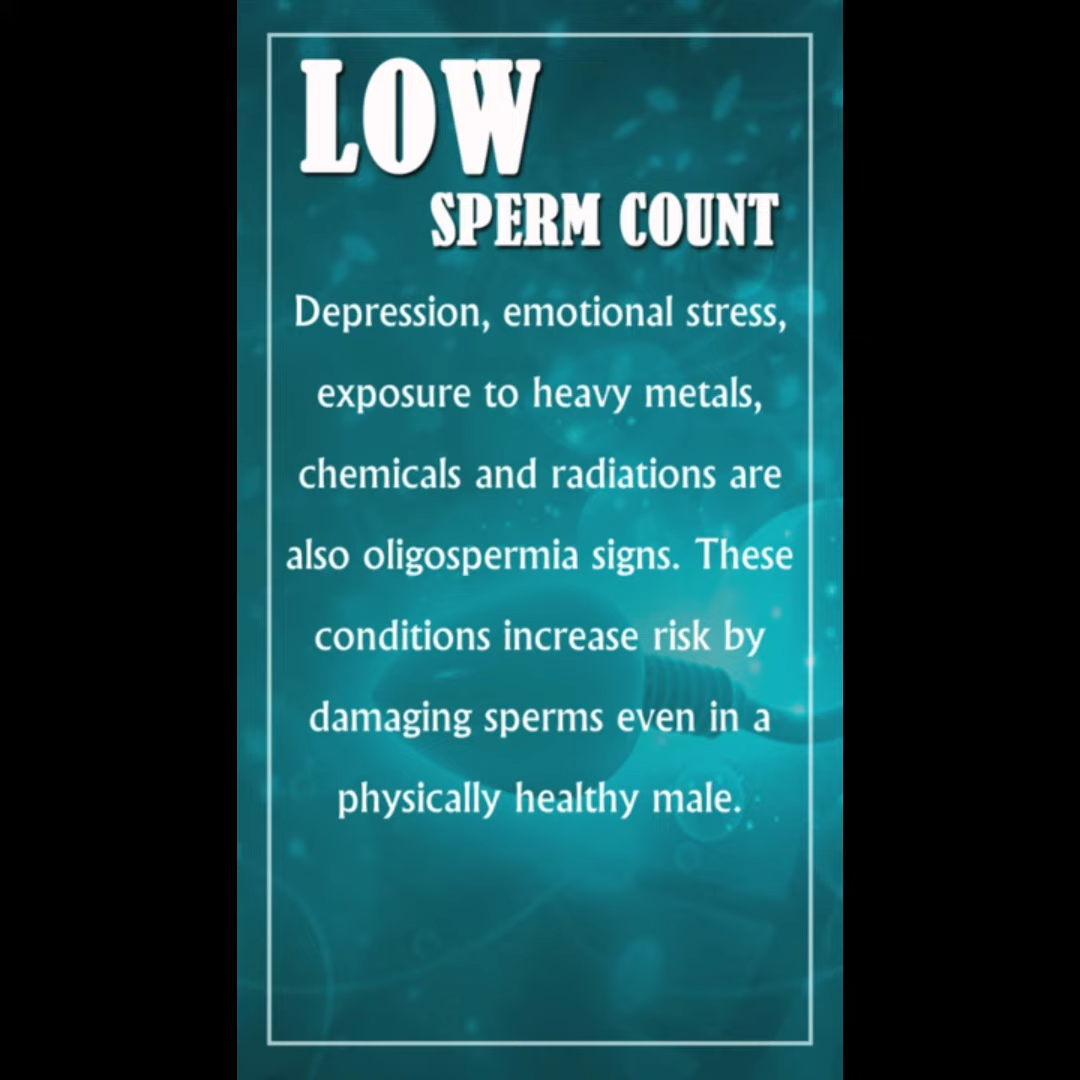 LOW
SPERM COUNT
Depression, emotional stress,
exposure to heavy metals,
chemicals and radiations are
also oligospermia signs. These
conditions increase risk by
damaging sperms even in a
physically healthy male.